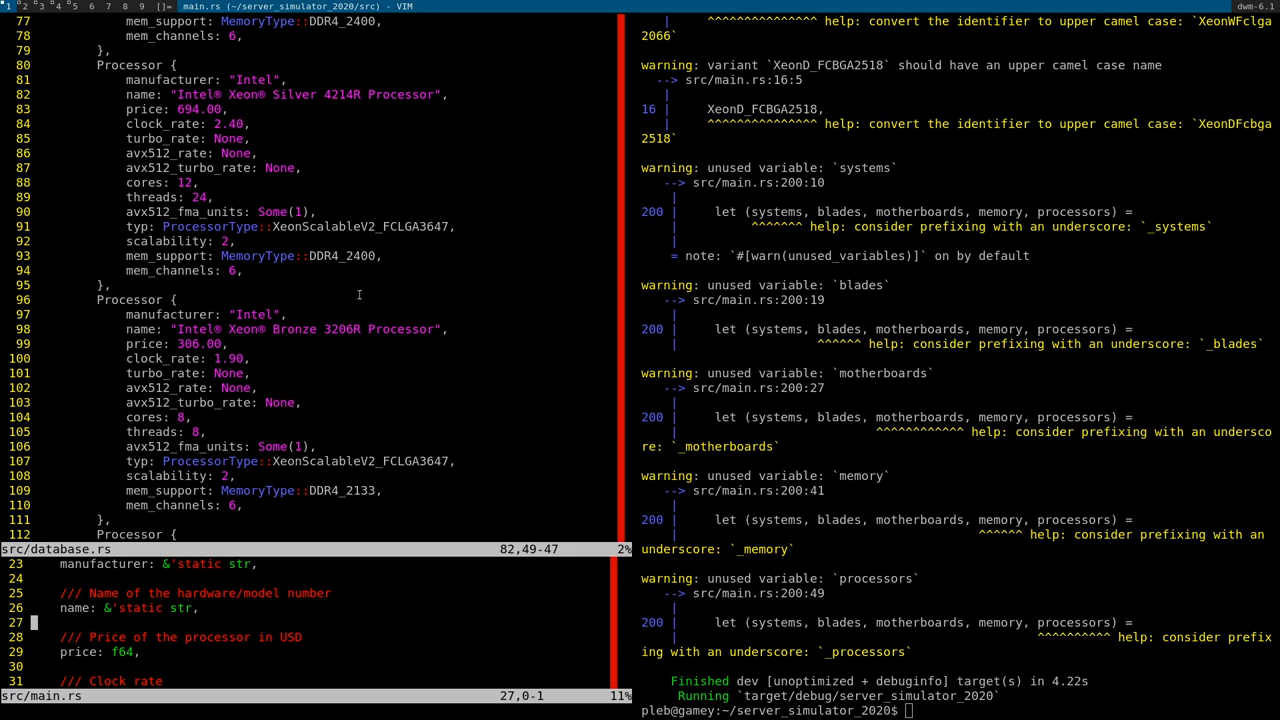 1 2 3 4 5 6 7 8 9 []= main.rs (~/server_simulator_2020/src) - VIM dwm-6.1
77             mem_support: MemoryType::DDR4_2400,
78             mem_channels: 6,
79         },
80         Processor {
81             manufacturer: "Intel",
82             name: "Intel® Xeon® Silver 4214R Processor",
83             price: 694.00,
84             clock_rate: 2.40,
85             turbo_rate: None,
86             avx512_rate: None,
87             avx512_turbo_rate: None,
88             cores: 12,
89             threads: 24,
90             avx512_fma_units: Some(1),
91             typ: ProcessorType::XeonScalableV2_FCLGA3647,
92             scalability: 2,
93             mem_support: MemoryType::DDR4_2400,
94             mem_channels: 6,
95         },
96         Processor {
97             manufacturer: "Intel",
98             name: "Intel® Xeon® Bronze 3206R Processor",
99             price: 306.00,
100             clock_rate: 1.90,
101             turbo_rate: None,
102             avx512_rate: None,
103             avx512_turbo_rate: None,
104             cores: 8,
105             threads: 8,
106             avx512_fma_units: Some(1),
107             typ: ProcessorType::XeonScalableV2_FCLGA3647,
108             scalability: 2,
109             mem_support: MemoryType::DDR4_2133,
110             mem_channels: 6,
111         },
112         Processor {
src/database.rs 82,49-47 2%
23     manufacturer: &'static str,
24
25     /// Name of the hardware/model number
26     name: &'static str,
27
28     /// Price of the processor in USD
29     price: f64,
30
31     /// Clock rate
src/main.rs 27,0-1 11%
   |     ^^^^^^^^^^^^^^^ help: convert the identifier to upper camel case: `XeonWFclga
2066`
warning: variant `XeonD_FCBGA2518` should have an upper camel case name
  --> src/main.rs:16:5
   |
16 |     XeonD_FCBGA2518,
   |     ^^^^^^^^^^^^^^^ help: convert the identifier to upper camel case: `XeonDFcbga
2518`
warning: unused variable: `systems`
   --> src/main.rs:200:10
    |
200 |     let (systems, blades, motherboards, memory, processors) =
    |          ^^^^^^^ help: consider prefixing with an underscore: `_systems`
    |
    = note: `#[warn(unused_variables)]` on by default
warning: unused variable: `blades`
   --> src/main.rs:200:19
    |
200 |     let (systems, blades, motherboards, memory, processors) =
    |                   ^^^^^^ help: consider prefixing with an underscore: `_blades`
warning: unused variable: `motherboards`
   --> src/main.rs:200:27
    |
200 |     let (systems, blades, motherboards, memory, processors) =
    |                           ^^^^^^^^^^^^ help: consider prefixing with an undersco
re: `_motherboards`
warning: unused variable: `memory`
   --> src/main.rs:200:41
    |
200 |     let (systems, blades, motherboards, memory, processors) =
    |                                         ^^^^^^ help: consider prefixing with an
underscore: `_memory`
warning: unused variable: `processors`
   --> src/main.rs:200:49
    |
200 |     let (systems, blades, motherboards, memory, processors) =
    |                                                 ^^^^^^^^^^ help: consider prefix
ing with an underscore: `_processors`
    Finished dev [unoptimized + debuginfo] target(s) in 4.22s
     Running `target/debug/server_simulator_2020`
pleb@gamey:~/server_simulator_2020$